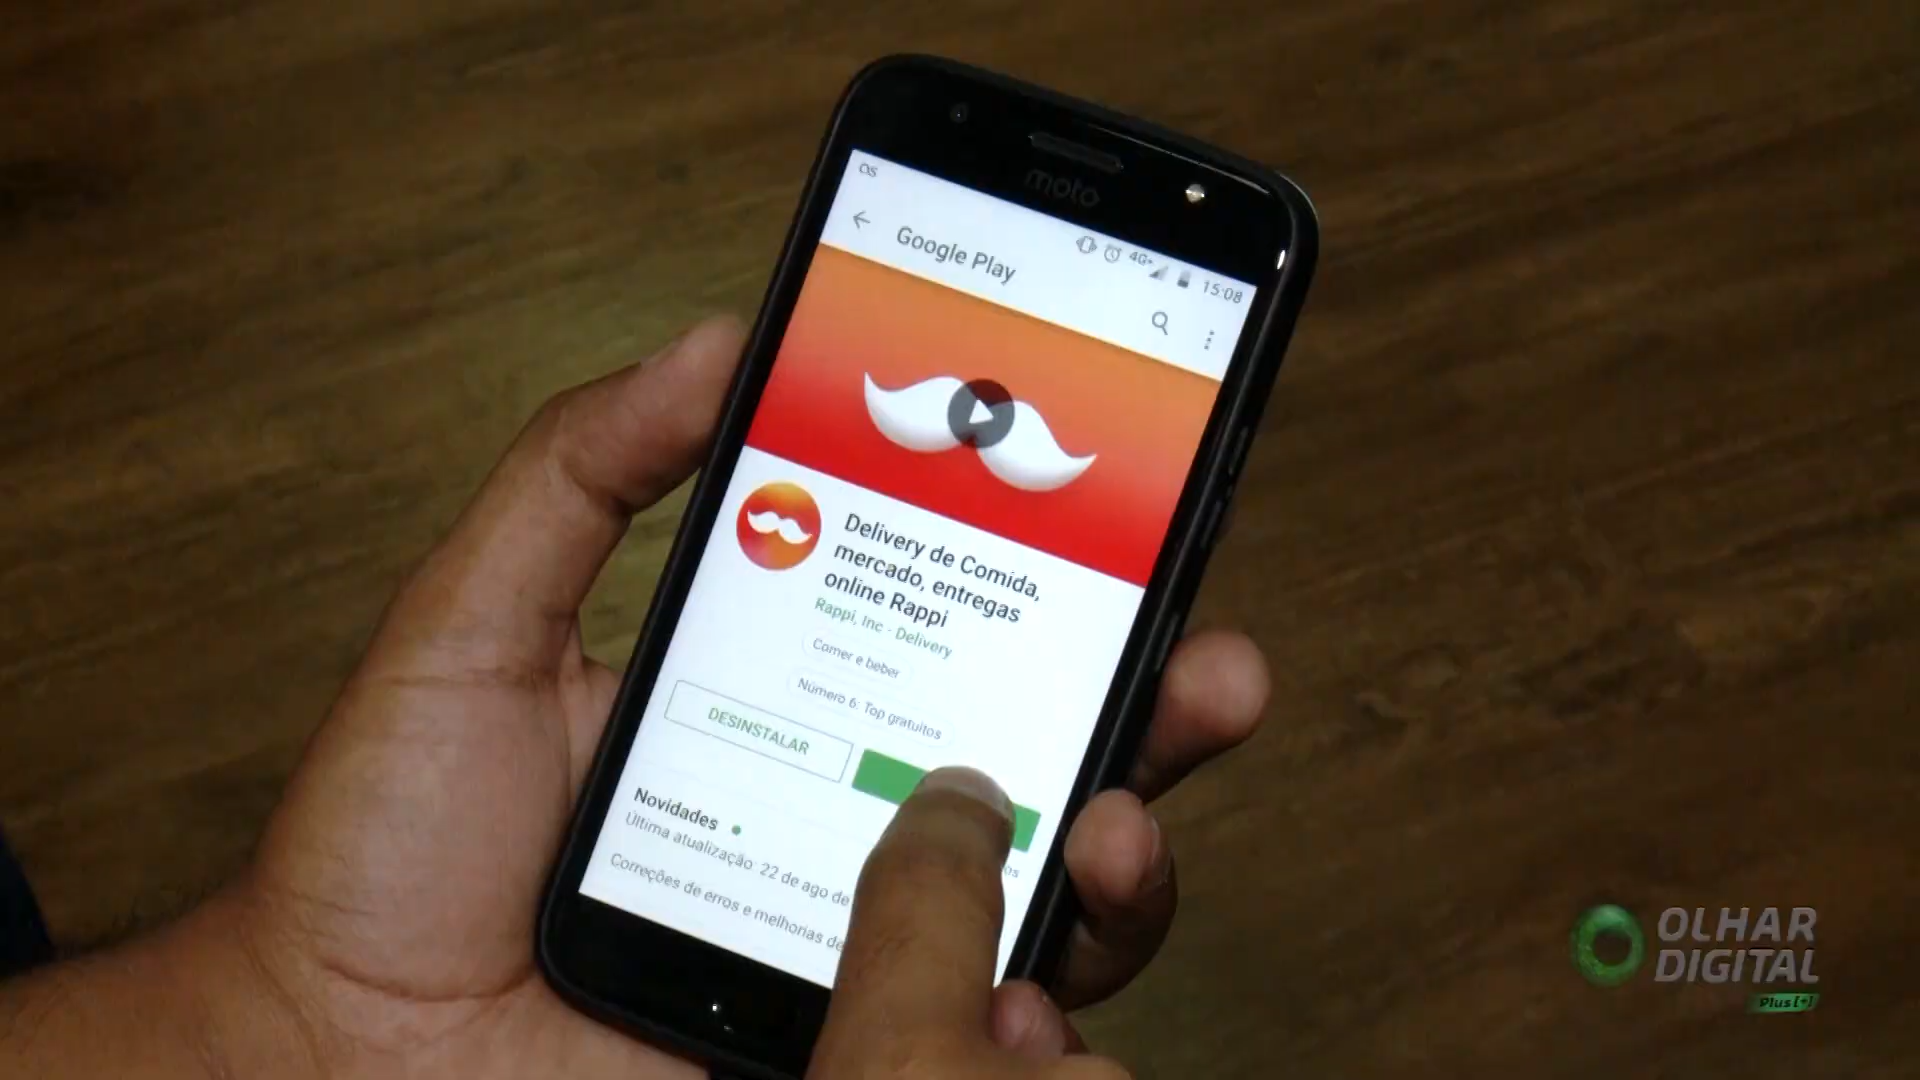 moto
4G+
15:08
Google Play
Delivery de Comida,
mercado, entregas
online Rappi
Rappi, Inc - Delivery
Comer e beber
Número 6: Top gratuitos
DESINSTALAR
Novidades
Última atualização: 22 de ago de
Correções de erros e melhorias de
OLHAR
DIGITAL
Plus[+]